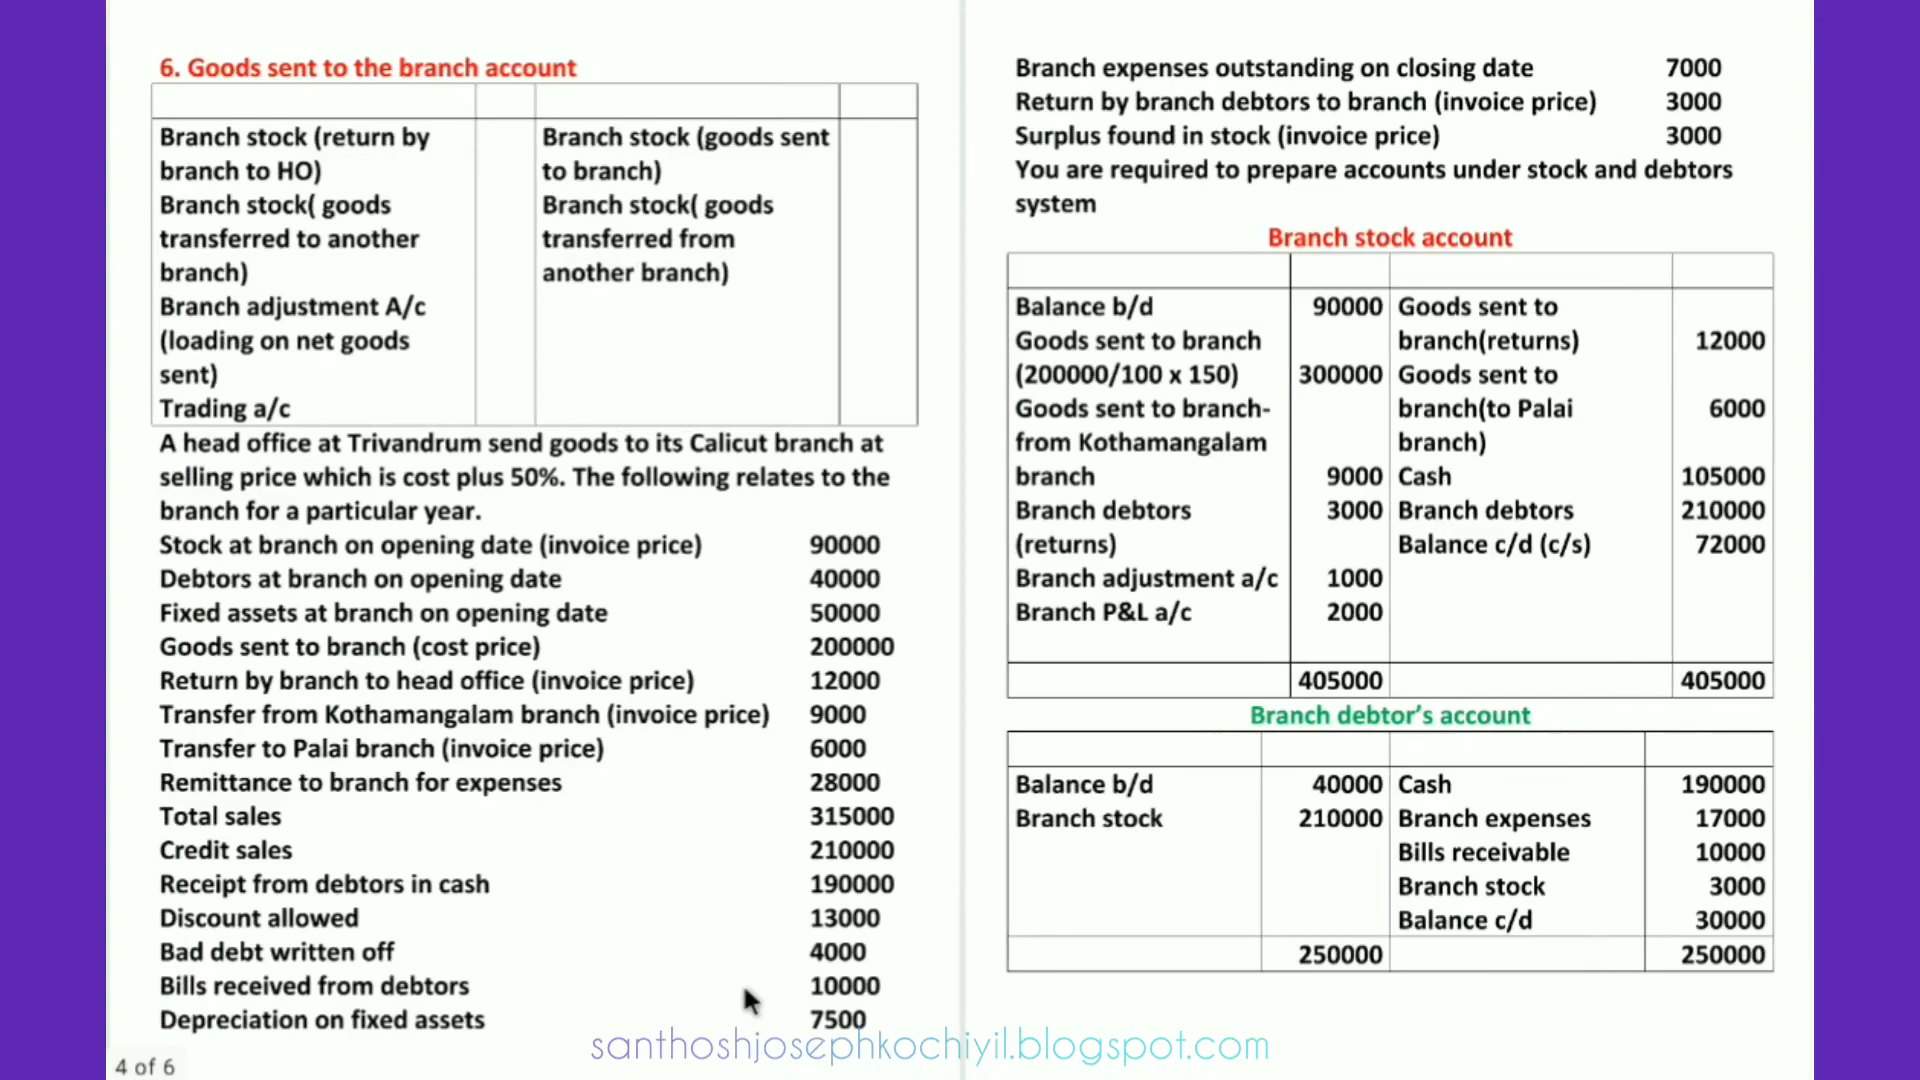 6. Goods sent to the branch account
Branch stock (return by
branch to HO)
Branch stock( goods
transferred to another
branch)
Branch adjustment A/c
(loading on net goods
sent)
Trading a/c
Branch stock (goods sent
to branch)
Branch stock( goods
transferred from
another branch)
A head office at Trivandrum send goods to its Calicut branch at
selling price which is cost plus 50%. The following relates to the
branch for a particular year.
Stock at branch on opening date (invoice price) 90000
Debtors at branch on opening date 40000
Fixed assets at branch on opening date 50000
Goods sent to branch (cost price) 200000
Return by branch to head office (invoice price) 12000
Transfer from Kothamangalam branch (invoice price) 9000
Transfer to Palai branch (invoice price) 6000
Remittance to branch for expenses 28000
Total sales 315000
Credit sales 210000
Receipt from debtors in cash 190000
Discount allowed 13000
Bad debt written off 4000
Bills received from debtors 10000
Depreciation on fixed assets 7500
4 of 6
Branch expenses outstanding on closing date 7000
Return by branch debtors to branch (invoice price) 3000
Surplus found in stock (invoice price) 3000
You are required to prepare accounts under stock and debtors
system
Branch stock account
Balance b/d 90000 Goods sent to
Goods sent to branch branch(returns) 12000
(200000/100 x 150) 300000 Goods sent to
Goods sent to branch- branch(to Palai 6000
from Kothamangalam branch)
branch 9000 Cash 105000
Branch debtors 3000 Branch debtors 210000
(returns) Balance c/d (c/s) 72000
Branch adjustment a/c 1000
Branch P&L a/c 2000
405000 405000
Branch debtor’s account
Balance b/d 40000 Cash 190000
Branch stock 210000 Branch expenses 17000
Bills receivable 10000
Branch stock 3000
Balance c/d 30000
250000 250000
santhoshjosephkochiyil.blogspot.com